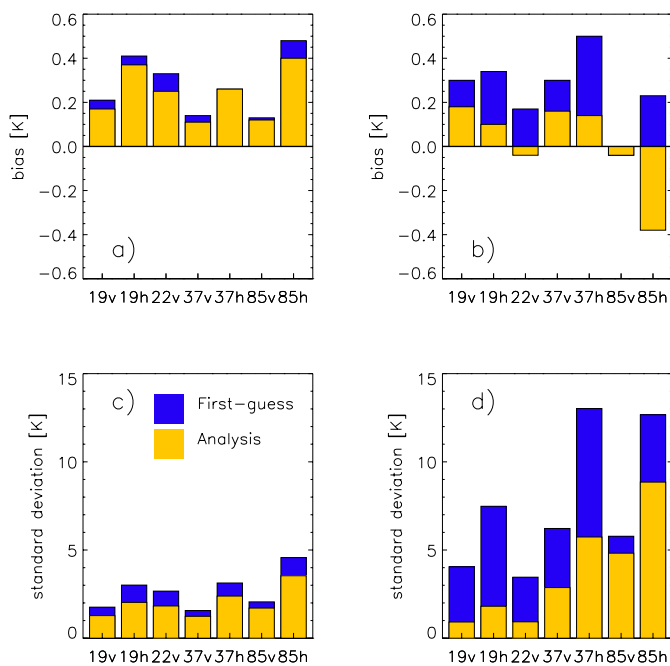 0.6
0.4
0.2
0.0
−0.2
−0.4
−0.6
bias [K]
a)
19v 19h 22v 37v 37h 85v 85h
0.6
0.4
0.2
0.0
−0.2
−0.4
−0.6
bias [K]
b)
19v 19h 22v 37v 37h 85v 85h
15
10
5
0
standard deviation [K]
c)
First−guess
Analysis
19v 19h 22v 37v 37h 85v 85h
15
10
5
0
standard deviation [K]
d)
19v 19h 22v 37v 37h 85v 85h